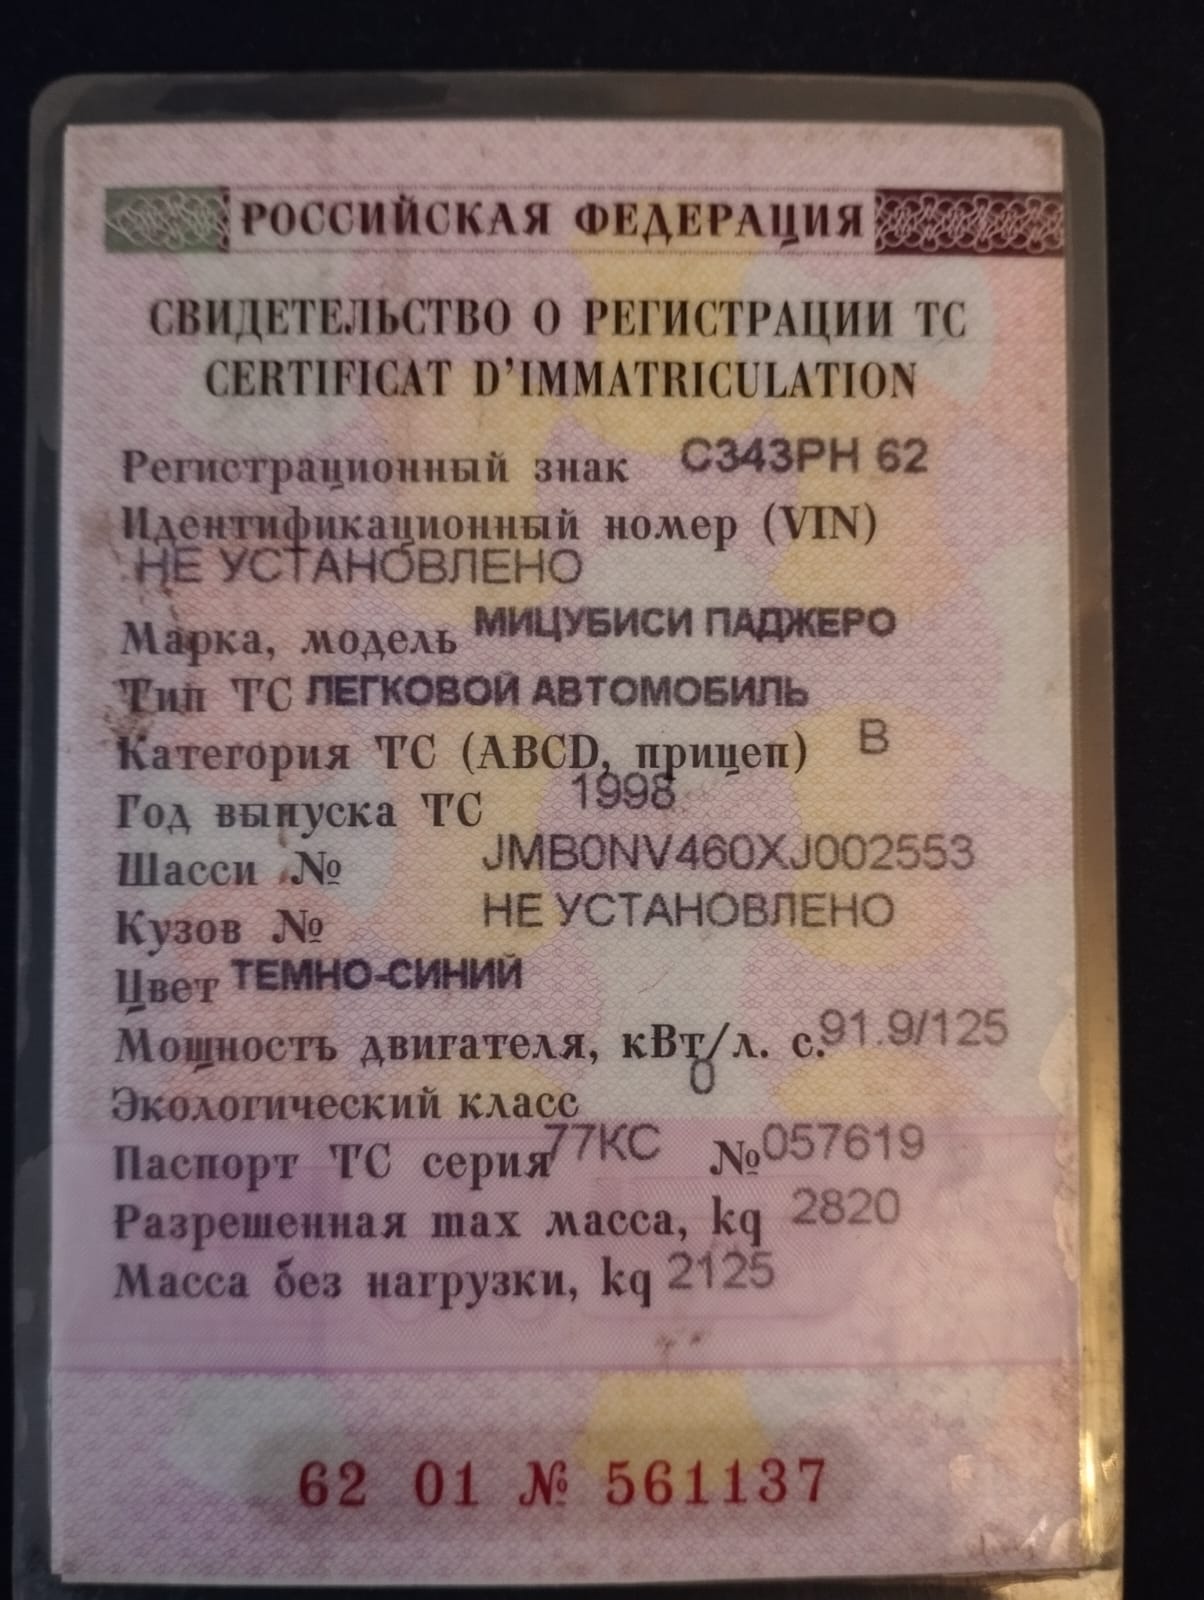 РОССИЙСКАЯ ФЕДЕРАЦИЯ
СВИДЕТЕЛЬСТВО О РЕГИСТРАЦИИ ТС
CERTIFICAT D'IMMATRICULATION
Регистрационный знак С343РН 62
Идентификационный номер (VIN)
НЕ УСТАНОВЛЕНО
Марка, модель МИЦУБИСИ ПАДЖЕРО
Тип ТС ЛЕГКОВОЙ АВТОМОБИЛЬ
Категория ТС (ABCD, прицеп) B
Год выпуска ТС 1998
Шасси № JMB0NV460XJ002553
Кузов № НЕ УСТАНОВЛЕНО
Цвет ТЕМНО-СИНИЙ
Мощность двигателя, кВт/л. с. 91.9/125
Экологический класс 0
Паспорт ТС серия 77КС № 057619
Разрешенная max масса, kq 2820
Масса без нагрузки, kq 2125
62 01 № 561137